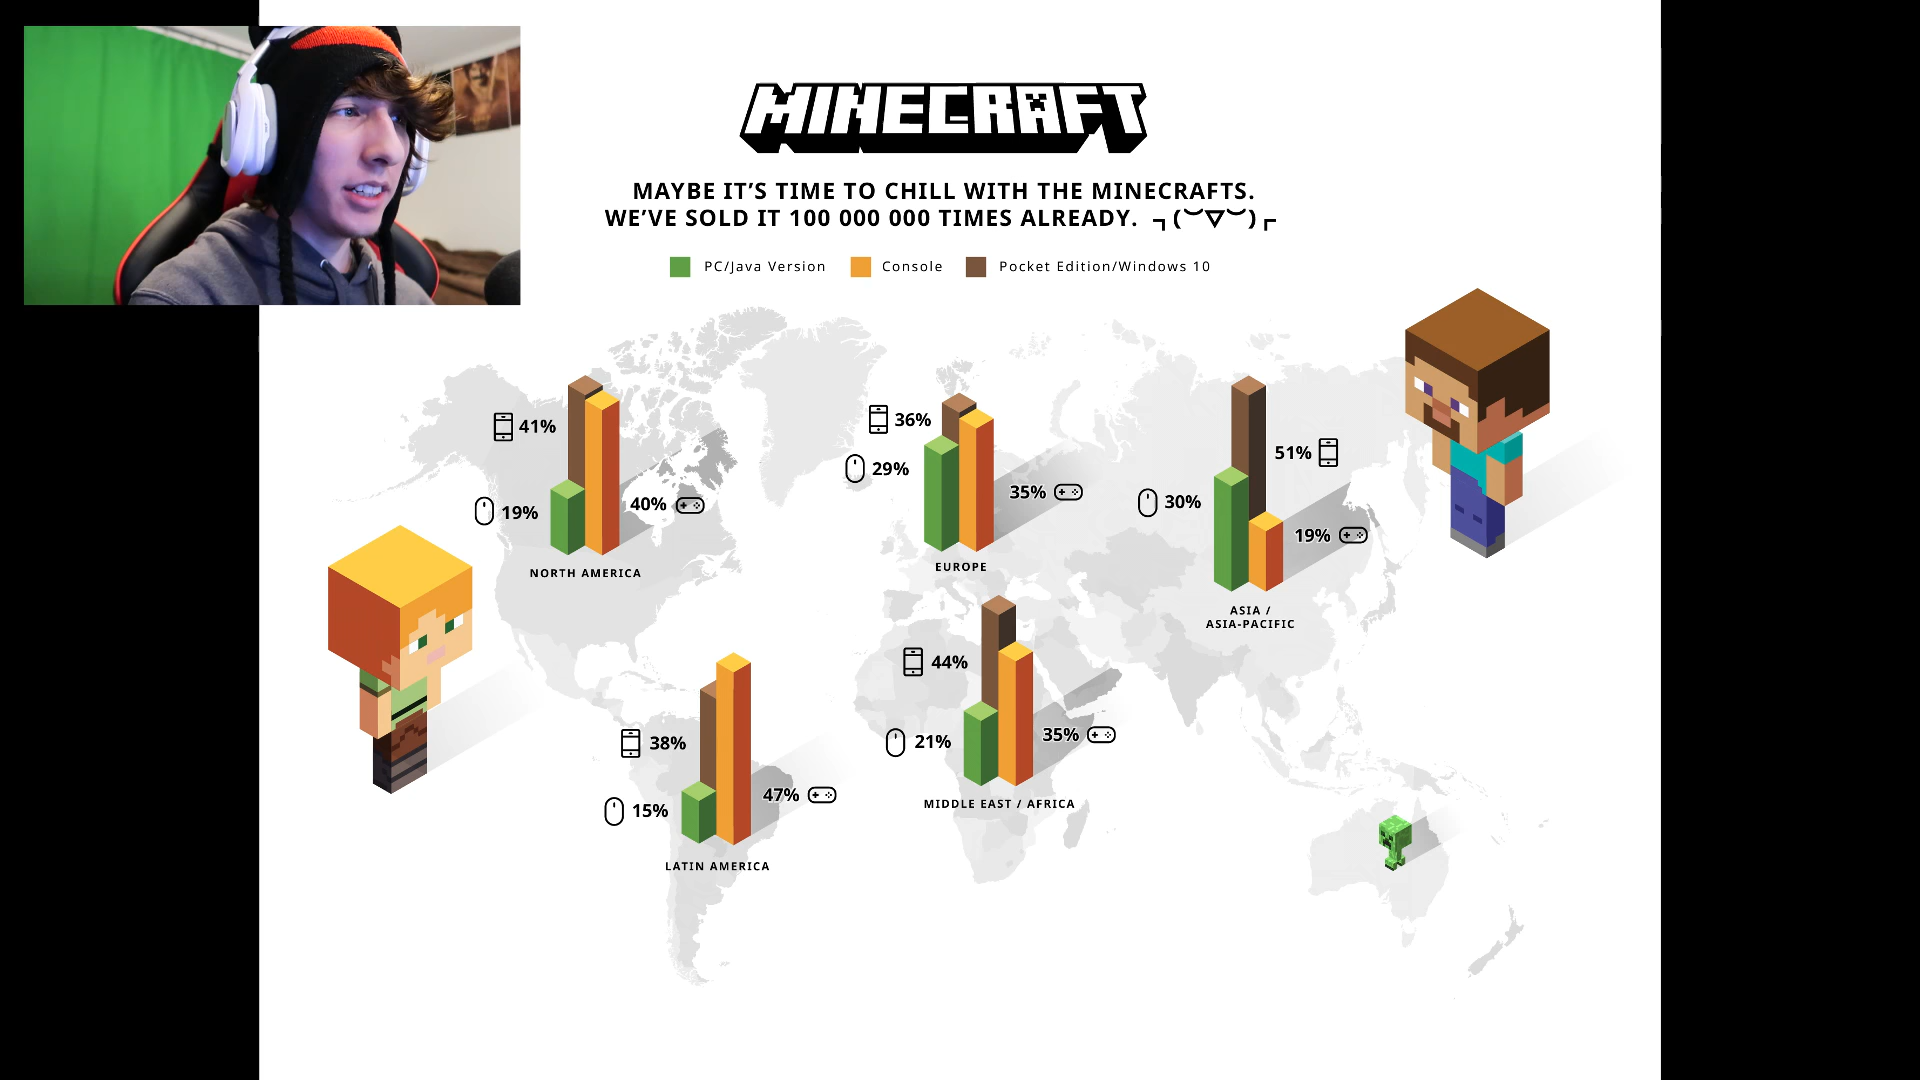 MINECRAFT
MAYBE IT’S TIME TO CHILL WITH THE MINECRAFTS.
WE’VE SOLD IT 100 000 000 TIMES ALREADY. ┐(︶▽︶)┌
PC/Java Version Console Pocket Edition/Windows 10
41%
19%
40%
NORTH AMERICA
36%
29%
35%
EUROPE
51%
30%
19%
ASIA /
ASIA-PACIFIC
38%
15%
47%
LATIN AMERICA
44%
21%
35%
MIDDLE EAST / AFRICA